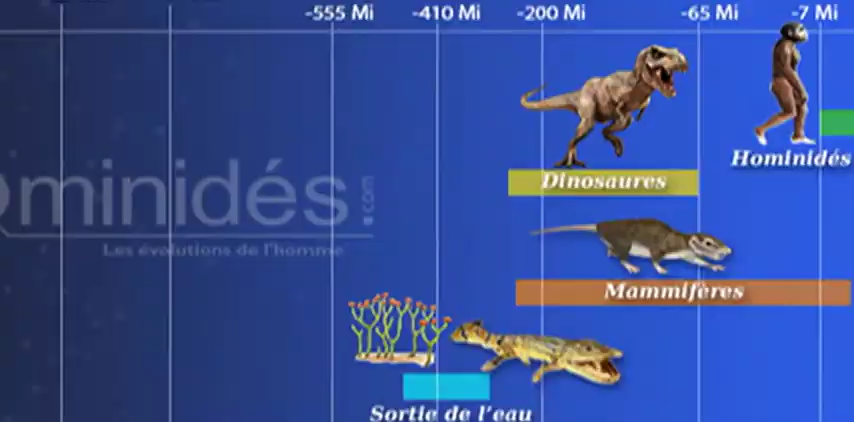 -555 Mi -410 Mi -200 Mi -65 Mi -7 Mi
Hominidés
Dinosaures
minidés.com
Les évolutions de l'homme
Mammifères
Sortie de l'eau